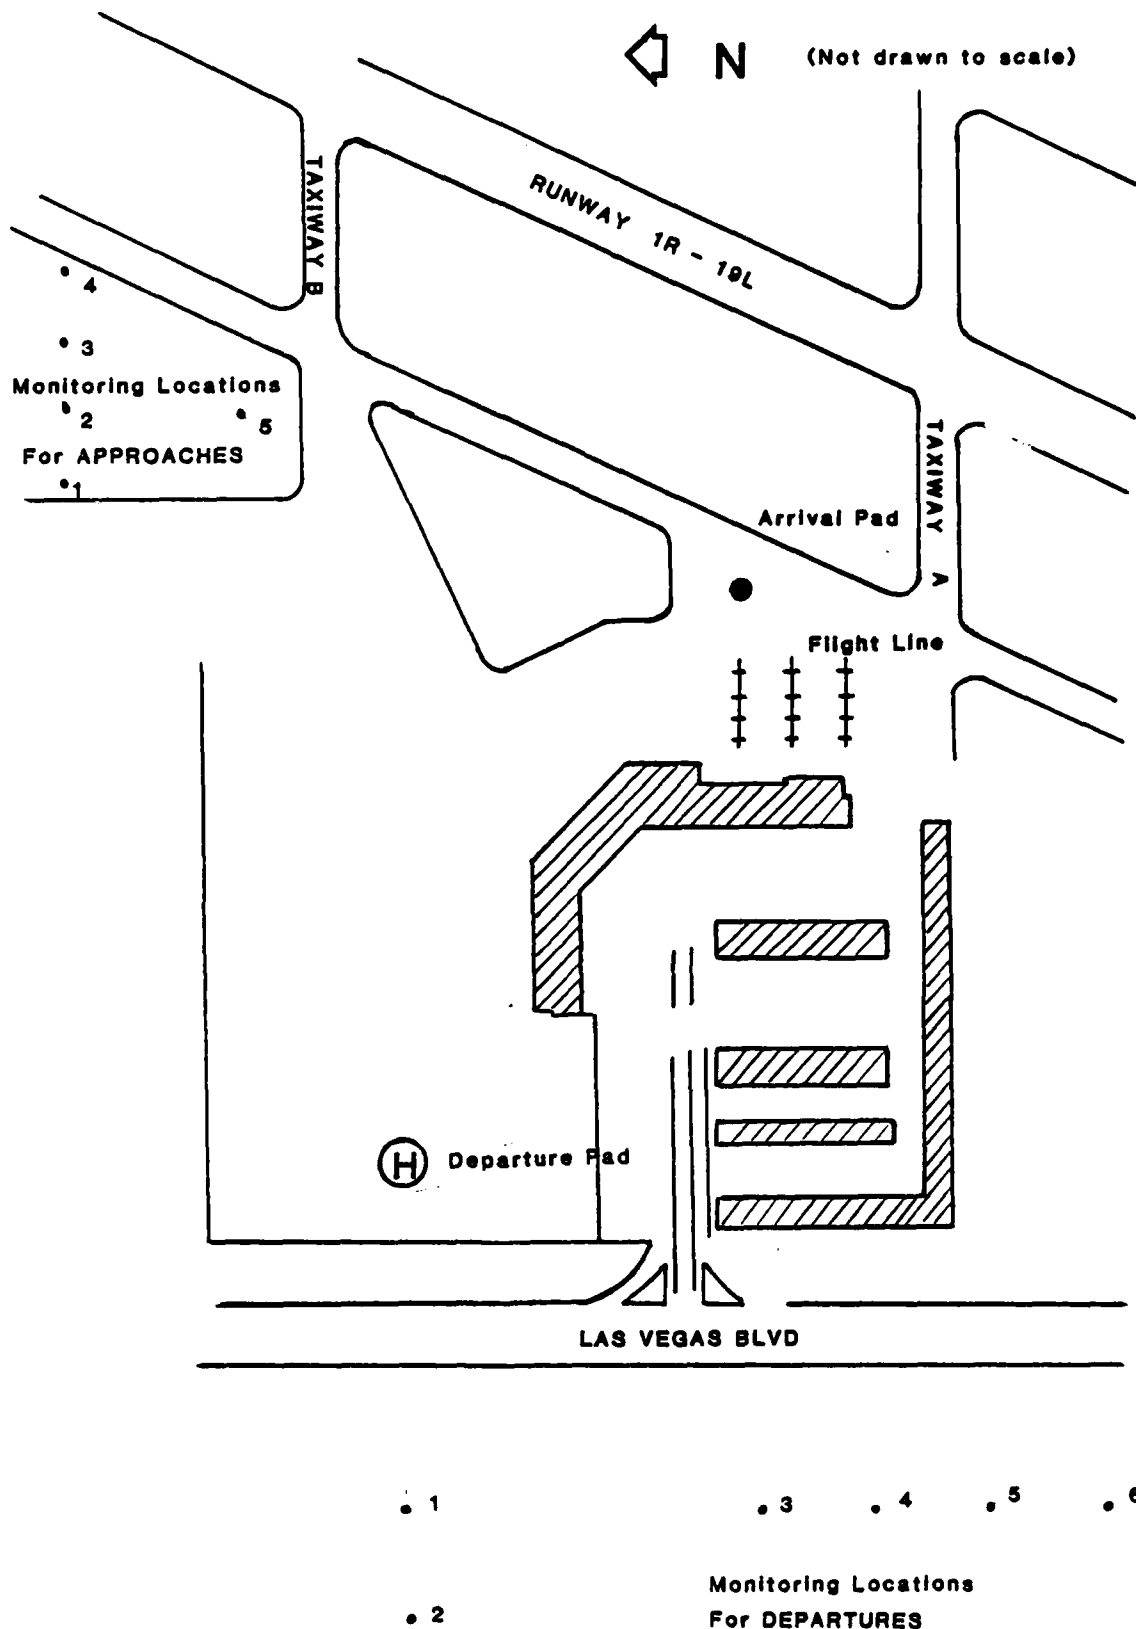 N (Not drawn to scale)
TAXIWAY B
RUNWAY 1R - 19L
4
3
Monitoring Locations
2
5
For APPROACHES
1
TAXIWAY A
Arrival Pad
Flight Line
H Departure Pad
LAS VEGAS BLVD
1
3
4
5
6
Monitoring Locations
2
For DEPARTURES